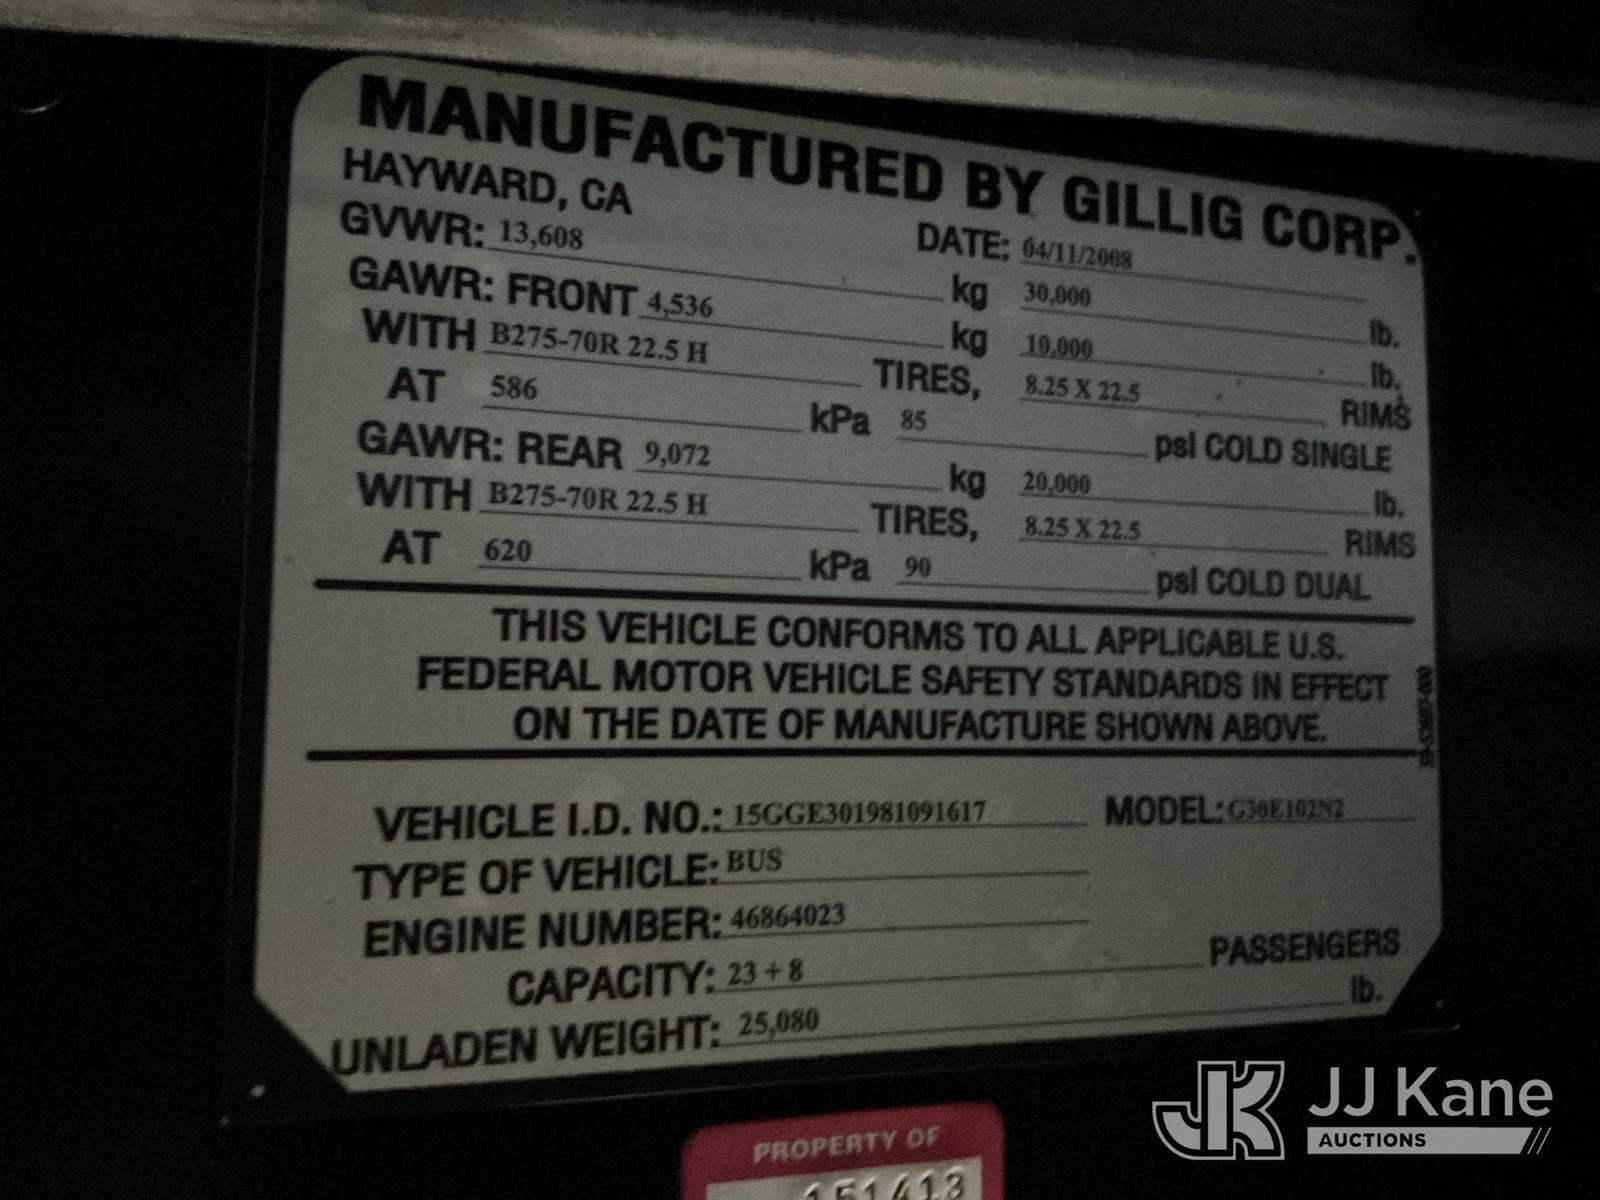 MANUFACTURED BY GILLIG CORP.
HAYWARD, CA DATE: 04/11/2008
GVWR: 13,608 kg 30,000 lb.
GAWR: FRONT 4,536 kg 10,000 lb.
WITH B275-70R 22.5 H TIRES, 8.25 X 22.5 RIMS
AT 586 kPa 85 psi COLD SINGLE
GAWR: REAR 9,072 kg 20,000 lb.
WITH B275-70R 22.5 H TIRES, 8.25 X 22.5 RIMS
AT 620 kPa 90 psi COLD DUAL
THIS VEHICLE CONFORMS TO ALL APPLICABLE U.S.
FEDERAL MOTOR VEHICLE SAFETY STANDARDS IN EFFECT
ON THE DATE OF MANUFACTURE SHOWN ABOVE.
VEHICLE I.D. NO.: 15GGE301981091617 MODEL: G30E102N2
TYPE OF VEHICLE: BUS
ENGINE NUMBER: 46864023
CAPACITY: 23 + 8 PASSENGERS
UNLADEN WEIGHT: 25,080 lb.
PROPERTY OF
151413
JK JJ Kane
AUCTIONS